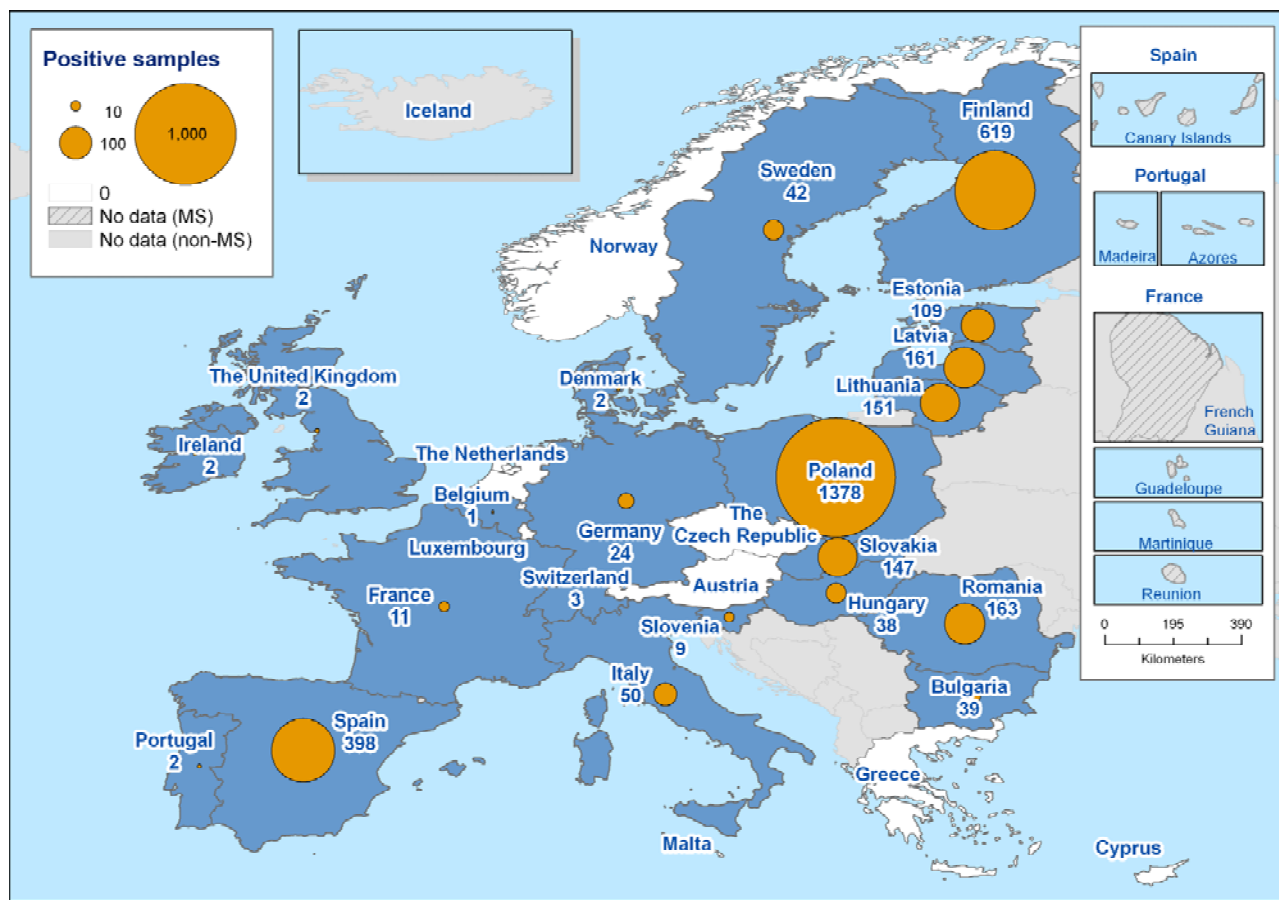 Positive samples
10
100
1,000
0
No data (MS)
No data (non-MS)
Iceland
Finland
619
Sweden
42
Norway
Estonia
109
Latvia
161
Lithuania
151
The United Kingdom
2
Denmark
2
Ireland
2
The Netherlands
Belgium
1
Luxembourg
Germany
24
Poland
1378
The
Czech Republic
Slovakia
147
Switzerland
3
Austria
France
11
Slovenia
9
Hungary
38
Romania
163
Italy
50
Bulgaria
39
Spain
398
Portugal
2
Greece
Malta
Cyprus
Spain
Canary Islands
Portugal
Madeira
Azores
France
French
Guiana
Guadeloupe
Martinique
Reunion
0 195 390
Kilometers